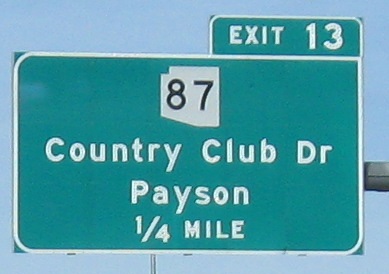 EXIT 13
87
Country Club Dr
Payson
1/4 MILE